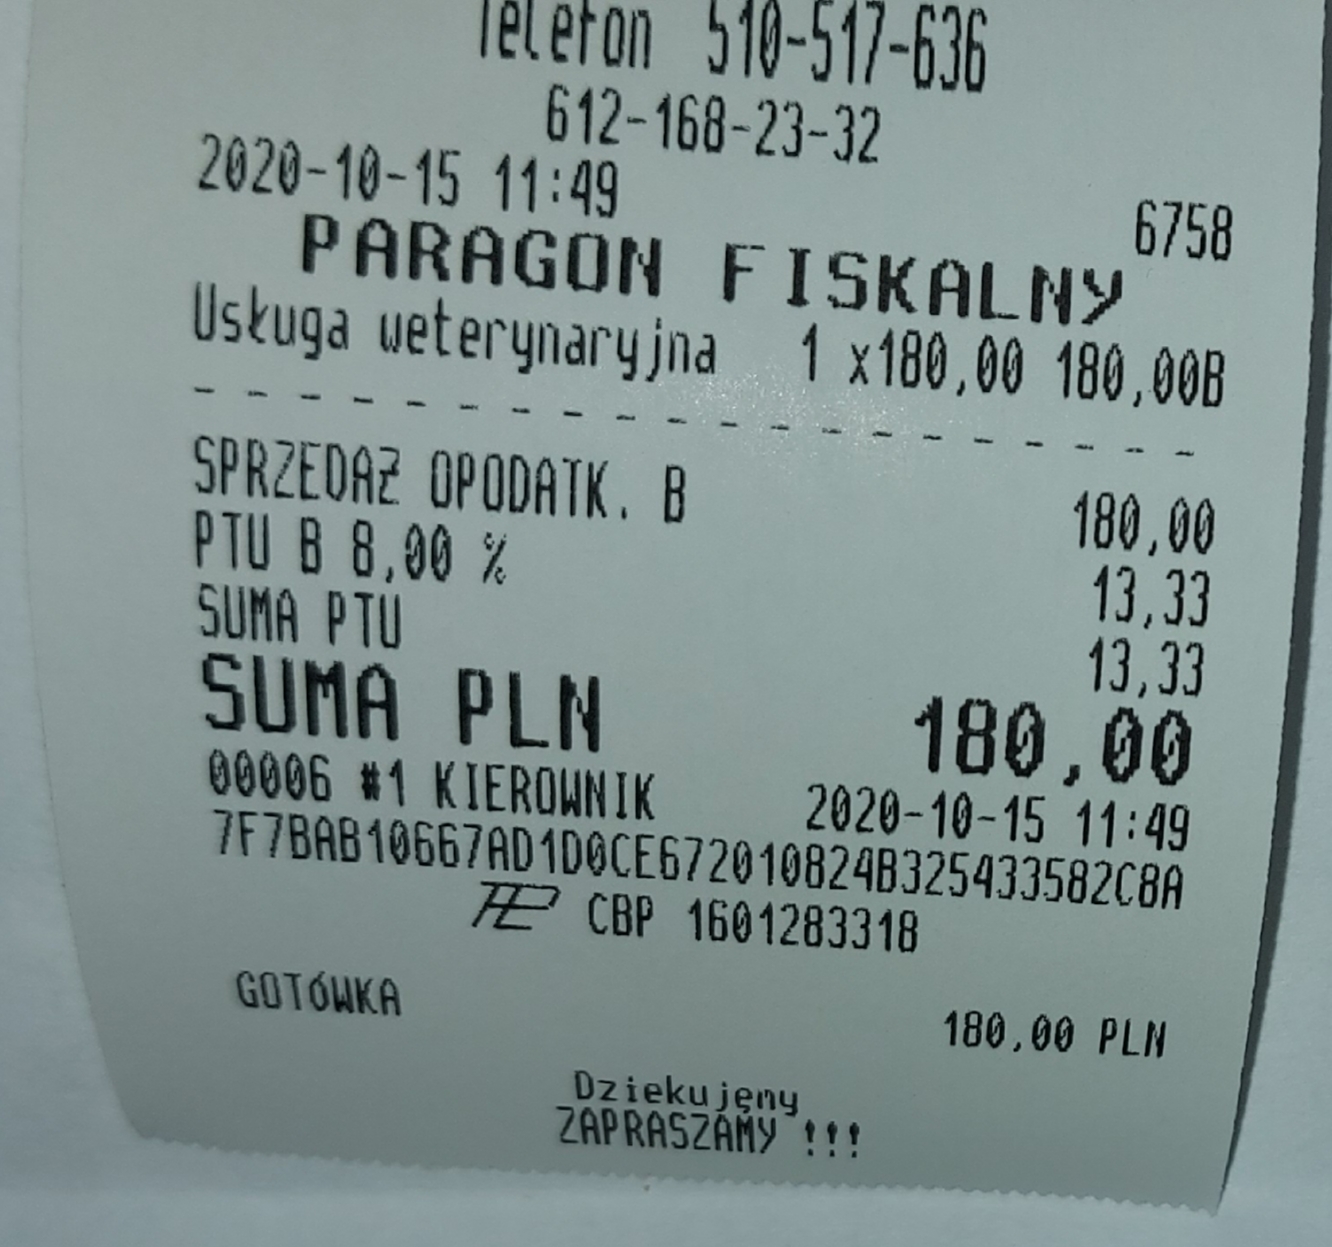 Telefon 510-517-636
612-168-23-32
2020-10-15 11:49 6758
PARAGON FISKALNY
Usługa weterynaryjna 1 x180,00 180,00B
- - - - - - - - - - - - - - - - - - - -
SPRZEDAŻ OPODATK. B 180,00
PTU B 8,00 % 13,33
SUMA PTU 13,33
SUMA PLN 180,00
00006 #1 KIEROWNIK 2020-10-15 11:49
7F7BAB10667AD1D0CE672010824B325433582C8A
CBP 1601283318
GOTÓWKA 180,00 PLN
Dziekujęny
ZAPRASZAMY !!!